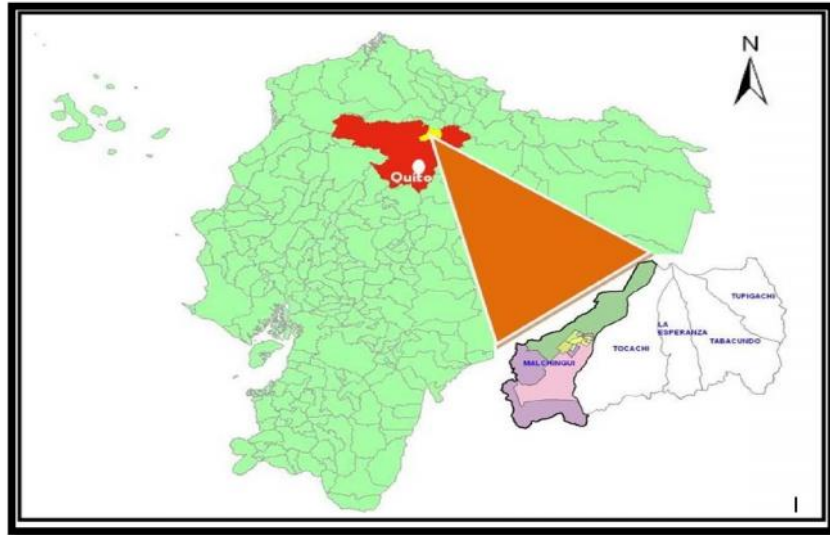 N
Quito
TUPIGACHI
LA
ESPERANZA
TABACUNDO
TOCACHI
MALCHINGUI